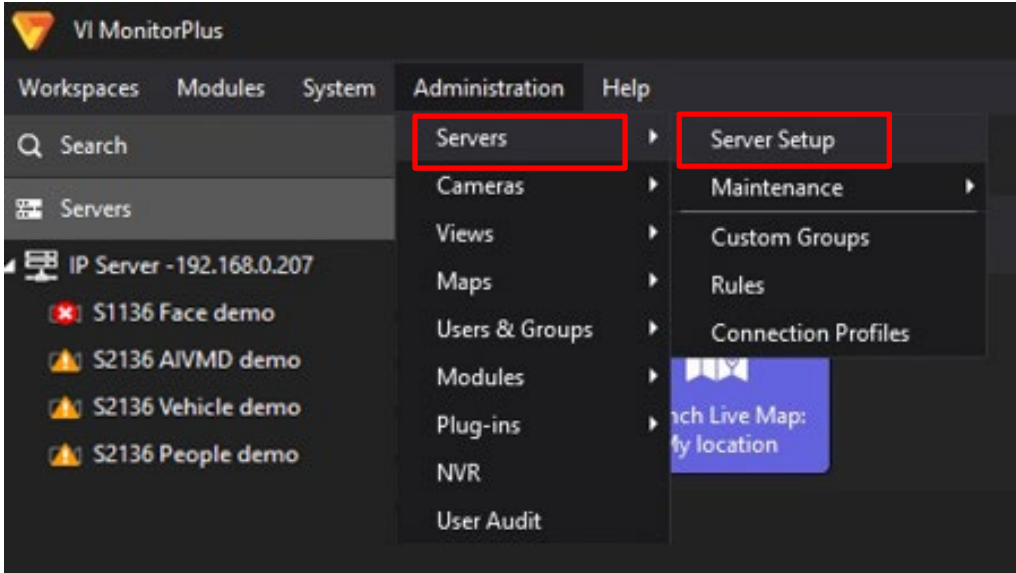 VI MonitorPlus
Workspaces Modules System Administration Help
Search
Servers
IP Server -192.168.0.207
S1136 Face demo
S2136 AIVMD demo
S2136 Vehicle demo
S2136 People demo
Servers
Cameras
Views
Maps
Users & Groups
Modules
Plug-ins
NVR
User Audit
Server Setup
Maintenance
Custom Groups
Rules
Connection Profiles
Live Map:
location